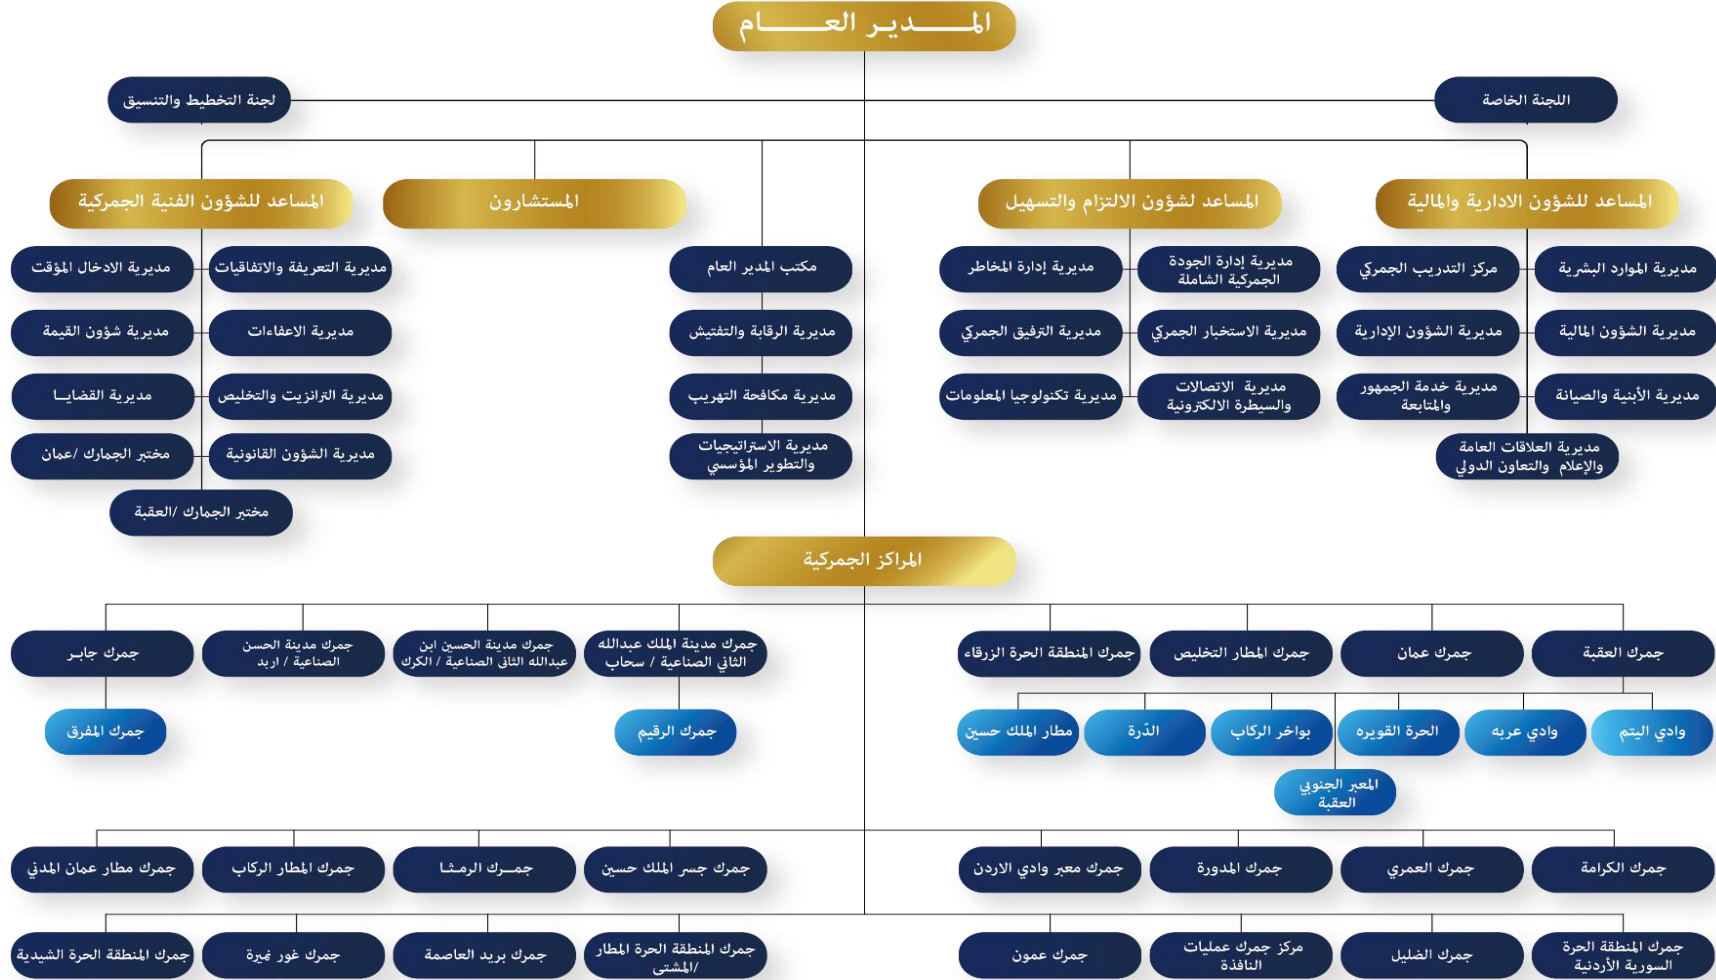 المـــــدير العـــــــام
اللجنة الخاصة
لجنة التخطيط والتنسيق
المساعد للشؤون الادارية والمالية
المساعد لشؤون الالتزام والتسهيل
المستشارون
المساعد للشؤون الفنية الجمركية
مديرية الموارد البشرية
مركز التدريب الجمركي
مديرية الشؤون المالية
مديرية الشؤون الإدارية
مديرية الأبنية والصيانة
مديرية خدمة الجمهور
والمتابعة
مديرية العلاقات العامة
والإعلام والتعاون الدولي
مديرية إدارة الجودة
الجمركية الشاملة
مديرية إدارة المخاطر
مديرية الاستخبار الجمركي
مديرية الترفيق الجمركي
مديرية الاتصالات
والسيطرة الالكترونية
مديرية تكنولوجيا المعلومات
مكتب المدير العام
مديرية الرقابة والتفتيش
مديرية مكافحة التهريب
مديرية الاستراتيجيات
والتطوير المؤسسي
مديرية التعريفة والاتفاقيات
مديرية الادخال المؤقت
مديرية الاعفاءات
مديرية شؤون القيمة
مديرية الترانزيت والتخليص
مديرية القضايـا
مديرية الشؤون القانونية
مختبر الجمارك /عمان
مختبر الجمارك /العقبة
المراكز الجمركية
جمرك العقبة
جمرك عمان
جمرك المطار التخليص
جمرك المنطقة الحرة الزرقاء
جمرك مدينة الملك عبدالله
الثاني الصناعية / سحاب
جمرك مدينة الحسين ابن
عبدالله الثاني الصناعية / الكرك
جمرك مدينة الحسن
الصناعية / اربد
جمرك جابـر
وادي اليتم
وادي عربه
الحرة القويره
بواخر الركاب
الدّرة
مطار الملك حسين
المعبر الجنوبي
العقبة
جمرك الرقيم
جمرك المفرق
جمرك الكرامة
جمرك العمري
جمرك المدورة
جمرك معبر وادي الاردن
جمرك جسر الملك حسين
جمــرك الرمـثـا
جمرك المطار الركاب
جمرك مطار عمان المدني
جمرك المنطقة الحرة
السورية الأردنية
جمرك الضليل
مركز جمرك عمليات
النافذة
جمرك عمون
جمرك المنطقة الحرة المطار
/المشتى
جمرك بريد العاصمة
جمرك غور نميرة
جمرك المنطقة الحرة الشيدية